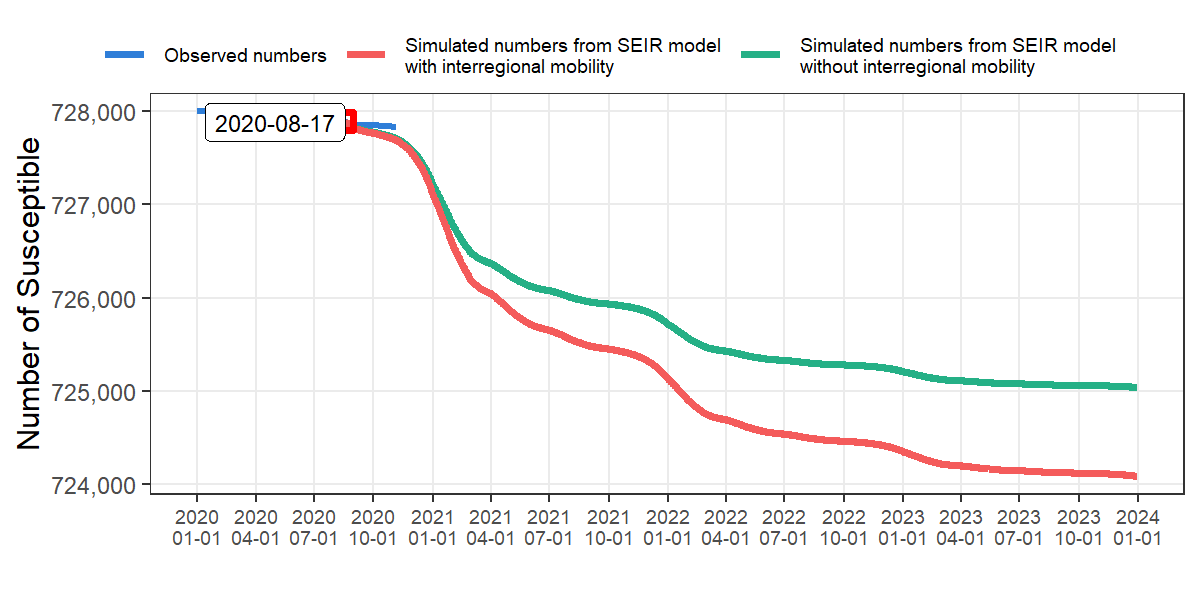 Observed numbers
Simulated numbers from SEIR model
with interregional mobility
Simulated numbers from SEIR model
without interregional mobility
Number of Susceptible
728,000
727,000
726,000
725,000
724,000
2020-08-17
2020 2020 2020 2020 2021 2021 2021 2021 2022 2022 2022 2022 2023 2023 2023 2023 2024
01-01 04-01 07-01 10-01 01-01 04-01 07-01 10-01 01-01 04-01 07-01 10-01 01-01 04-01 07-01 10-01 01-01